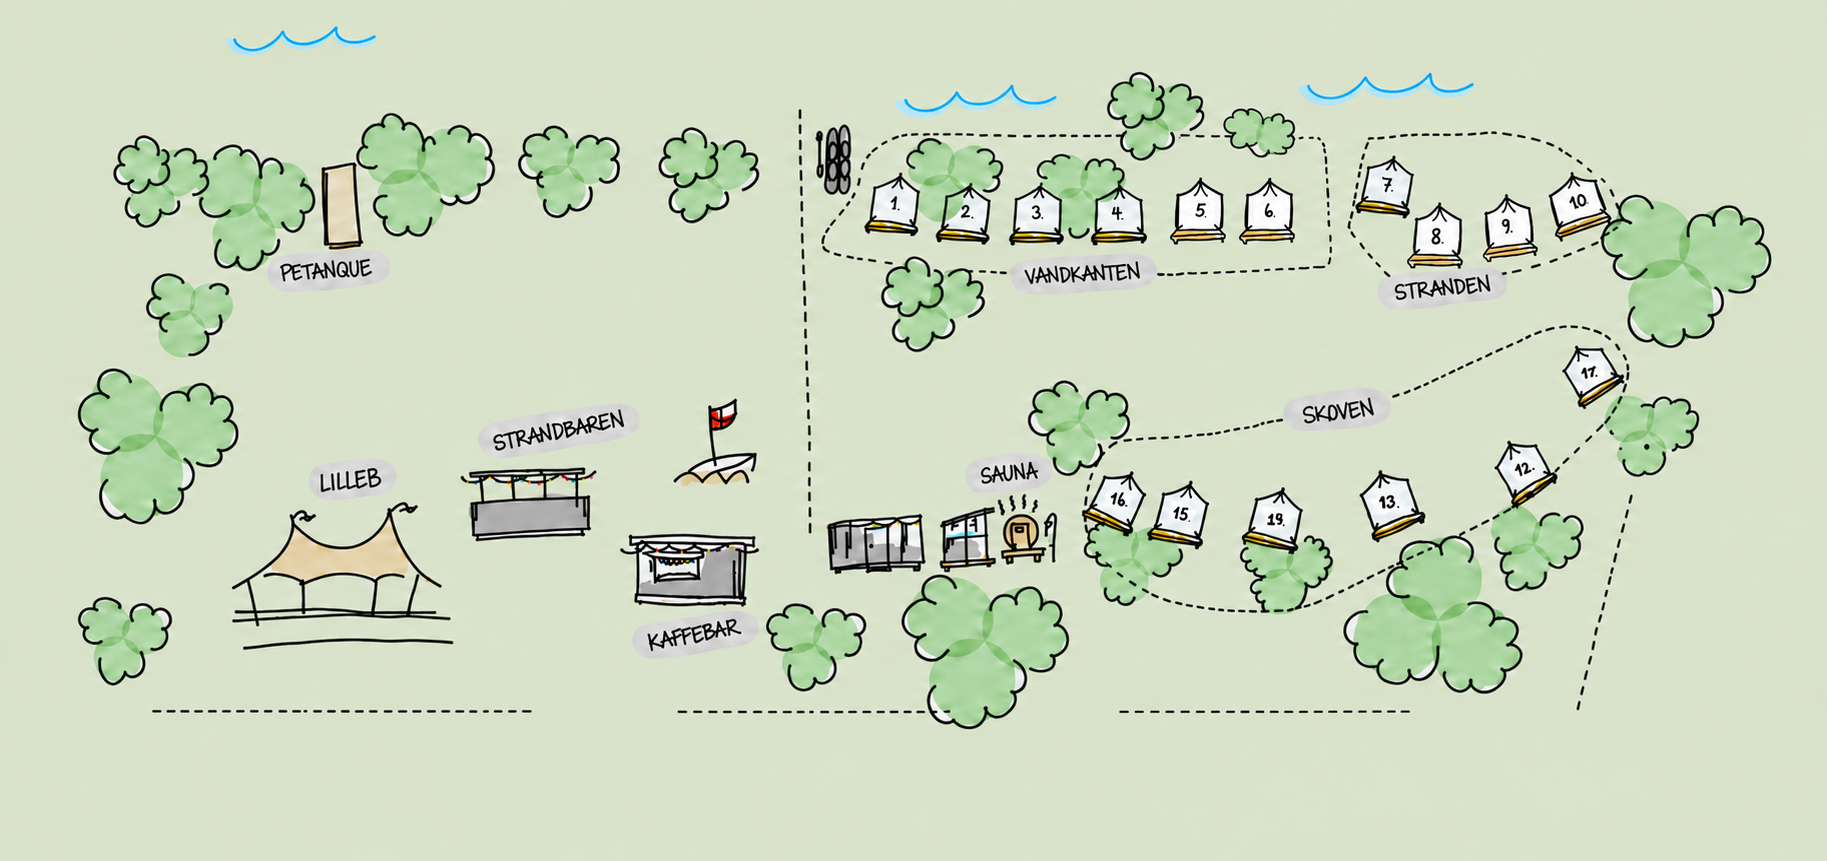 1.
2.
3.
4.
5.
6.
7.
8.
9.
10.
PETANQUE
VANDKANTEN
STRANDEN
17.
SKOVEN
STRANDBAREN
LILLEB
SAUNA
12.
16.
15.
19.
13.
KAFFEBAR